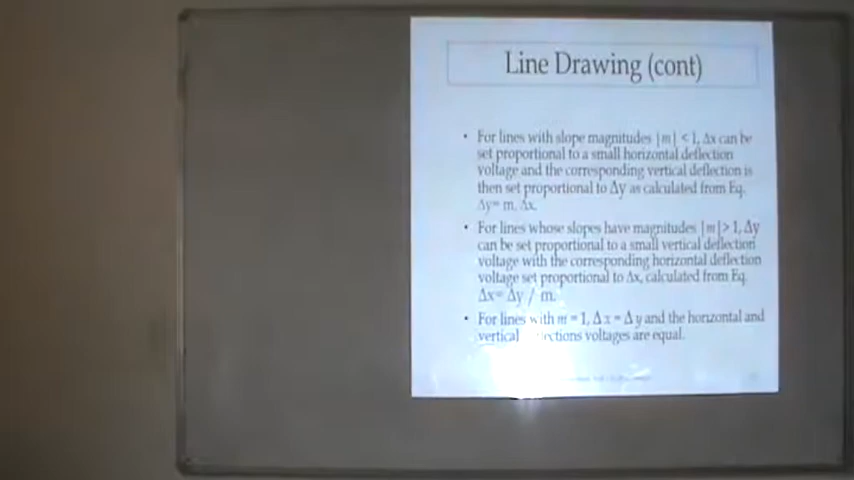 Line Drawing (cont)
• For lines with slope magnitudes |m| < 1, Δx can be
set proportional to a small horizontal deflection
voltage and the corresponding vertical deflection is
then set proportional to Δy as calculated from Eq.
Δy= m. Δx.
• For lines whose slopes have magnitudes |m|> 1, Δy
can be set proportional to a small vertical deflection
voltage with the corresponding horizontal deflection
voltage set proportional to Δx, calculated from Eq.
Δx= Δy / m.
• For lines with m = 1, Δ x = Δ y and the horizontal and
vertical voltages are equal.